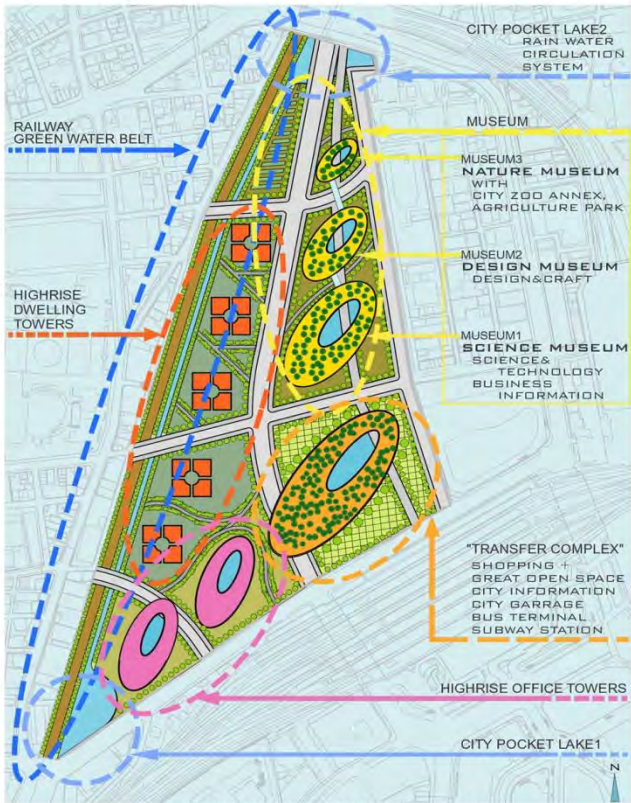 CITY POCKET LAKE2
RAIN WATER
CIRCULATION
SYSTEM
RAILWAY
GREEN WATER BELT
MUSEUM
MUSEUM3
NATURE MUSEUM
WITH
CITY ZOO ANNEX,
AGRICULTURE PARK
MUSEUM2
DESIGN MUSEUM
DESIGN&CRAFT
HIGHRISE
DWELLING
TOWERS
MUSEUM1
SCIENCE MUSEUM
SCIENCE&
TECHNOLOGY
BUSINESS
INFORMATION
"TRANSFER COMPLEX"
SHOPPING +
GREAT OPEN SPACE
CITY INFORMATION
CITY GARRAGE
BUS TERMINAL
SUBWAY STATION
HIGHRISE OFFICE TOWERS
CITY POCKET LAKE1
N